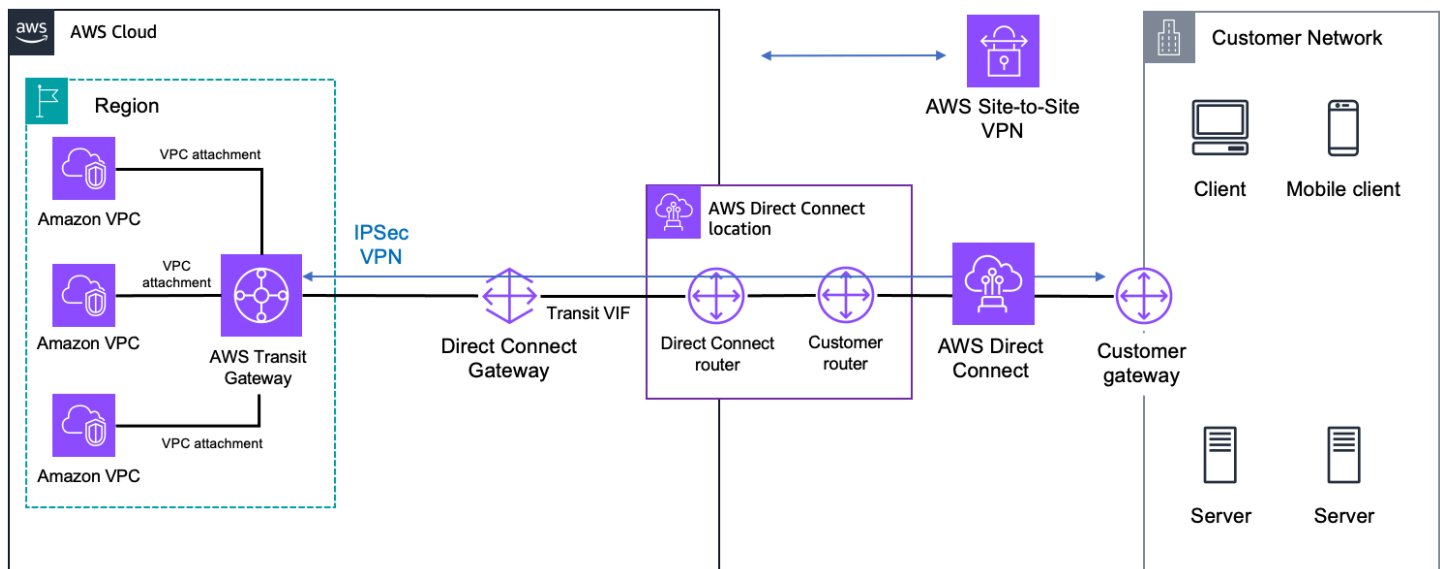 aws
AWS Cloud
Region
VPC attachment
Amazon VPC
VPC
attachment
Amazon VPC
AWS Transit
Gateway
VPC attachment
Amazon VPC
IPSec
VPN
Direct Connect
Gateway
Transit VIF
AWS Direct Connect
location
Direct Connect
router
Customer
router
AWS Site-to-Site
VPN
AWS Direct
Connect
Customer
gateway
Customer Network
Client
Mobile client
Server
Server